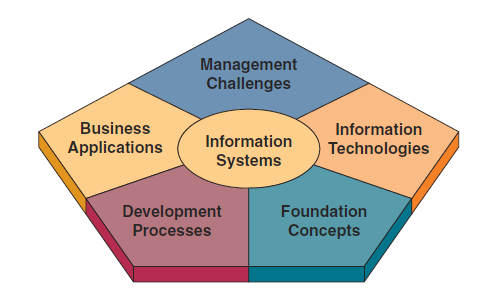 Management
Challenges
Business
Applications
Information
Systems
Information
Technologies
Development
Processes
Foundation
Concepts